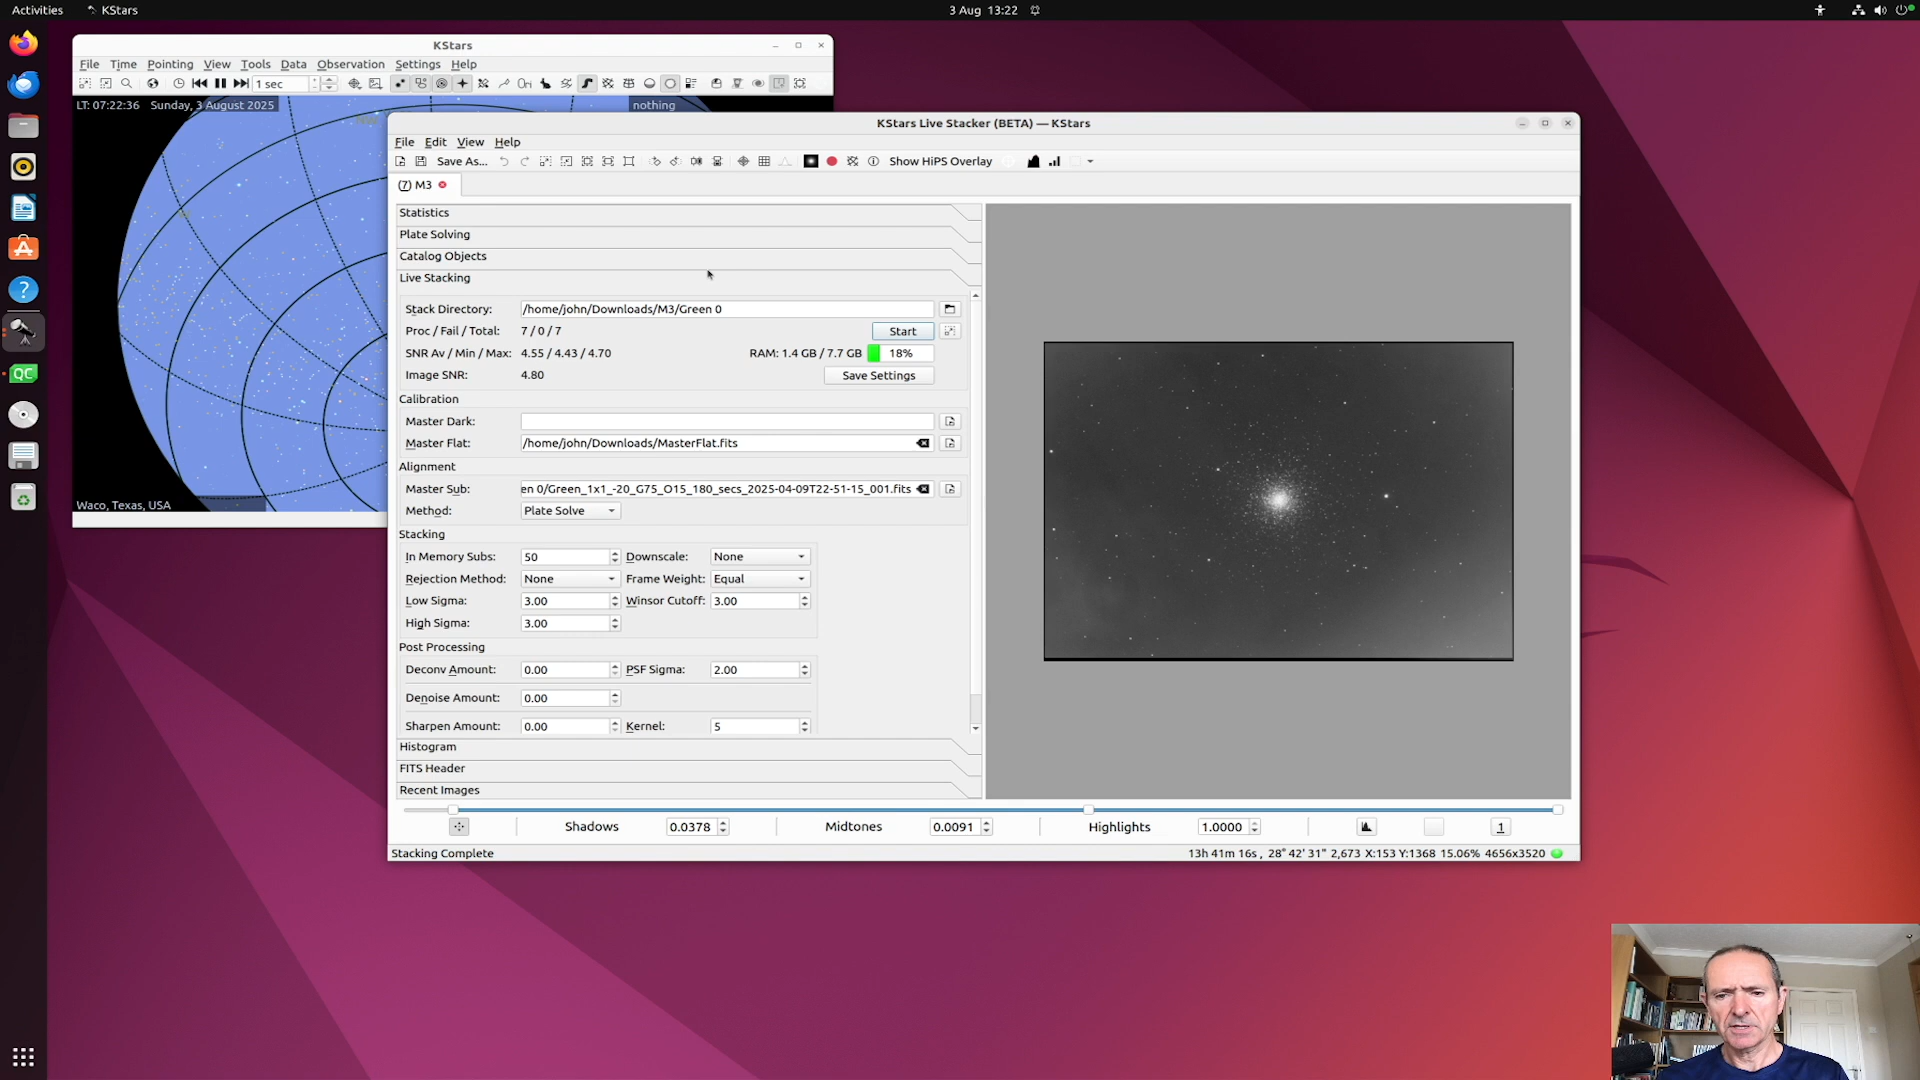 Activities KStars 3 Aug 13:22
KStars
File Time Pointing View Tools Data Observation Settings Help
1 sec
LT: 07:22:36 Sunday, 3 August 2025 nothing
Waco, Texas, USA
QC
KStars Live Stacker (BETA) — KStars
File Edit View Help
Save As... Show HiPS Overlay
(7) M3
Statistics
Plate Solving
Catalog Objects
Live Stacking
Stack Directory: /home/john/Downloads/M3/Green 0
Proc / Fail / Total: 7 / 0 / 7 Start
SNR Av / Min / Max: 4.55 / 4.43 / 4.70 RAM: 1.4 GB / 7.7 GB 18%
Image SNR: 4.80 Save Settings
Calibration
Master Dark:
Master Flat: /home/john/Downloads/MasterFlat.fits
Alignment
Master Sub: en 0/Green_1x1_-20_G75_O15_180_secs_2025-04-09T22-51-15_001.fits
Method: Plate Solve
Stacking
In Memory Subs: 50 Downscale: None
Rejection Method: None Frame Weight: Equal
Low Sigma: 3.00 Winsor Cutoff: 3.00
High Sigma: 3.00
Post Processing
Deconv Amount: 0.00 PSF Sigma: 2.00
Denoise Amount: 0.00
Sharpen Amount: 0.00 Kernel: 5
Histogram
FITS Header
Recent Images
Shadows 0.0378 Midtones 0.0091 Highlights 1.0000 1
Stacking Complete 13h 41m 16s , 28° 42' 31" 2,673 X:153 Y:1368 15.06% 4656x3520